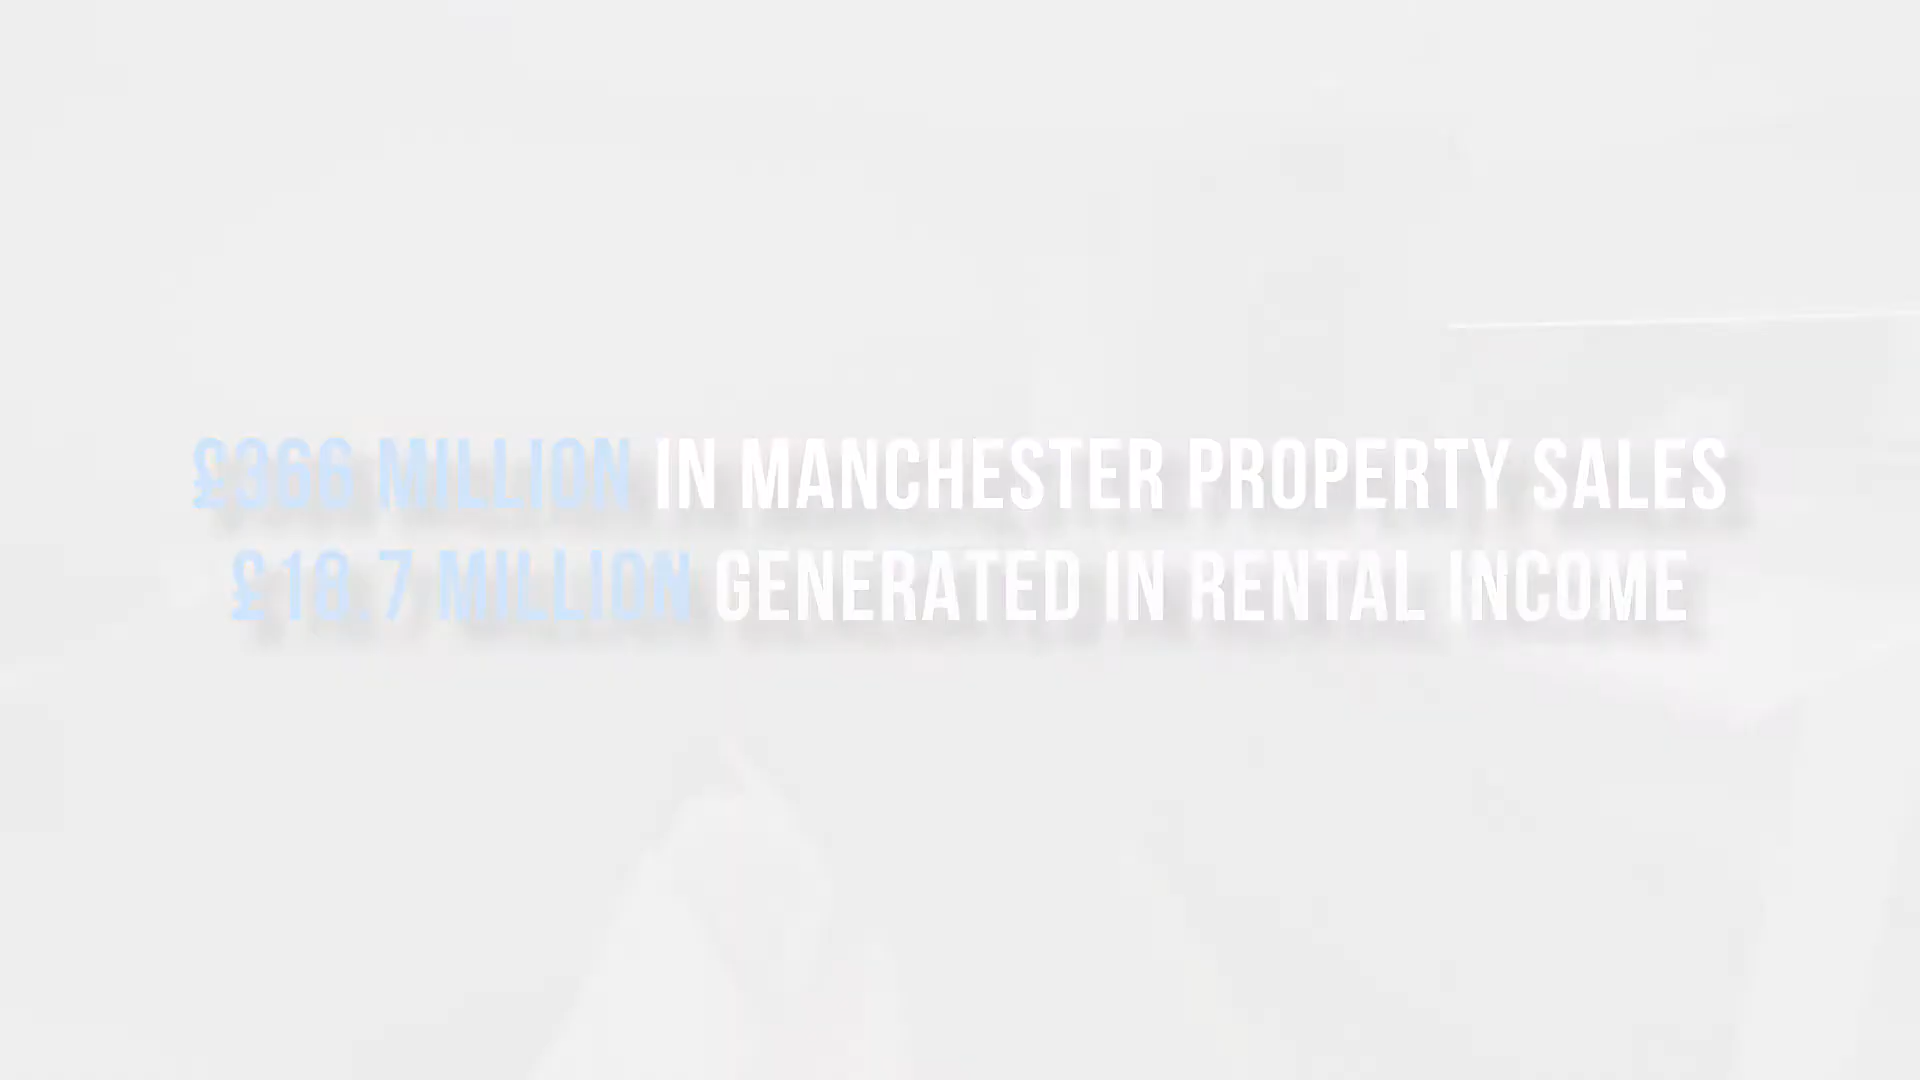 £366 MILLION IN MANCHESTER PROPERTY SALES
£18.7 MILLION GENERATED IN RENTAL INCOME